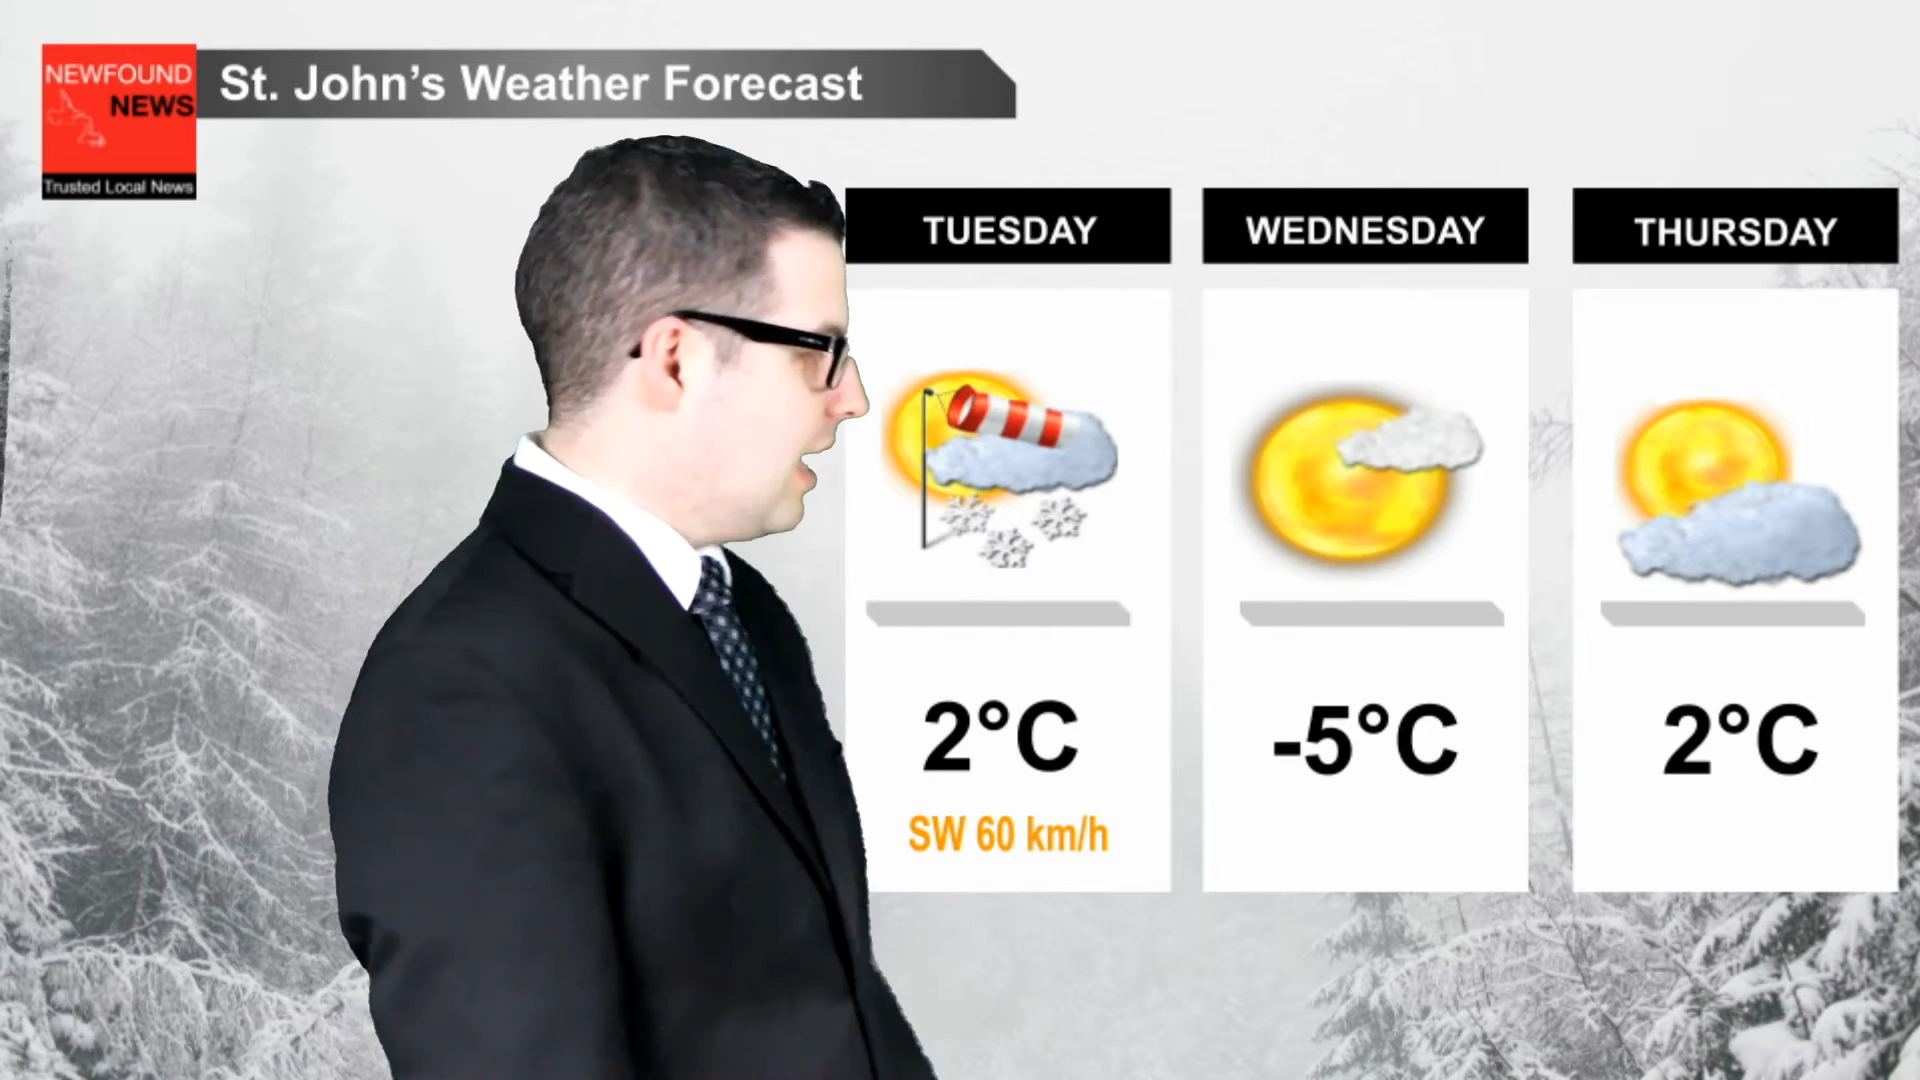 NEWFOUND
NEWS
Trusted Local News
St. John's Weather Forecast
TUESDAY
2°C
SW 60 km/h
WEDNESDAY
-5°C
THURSDAY
2°C